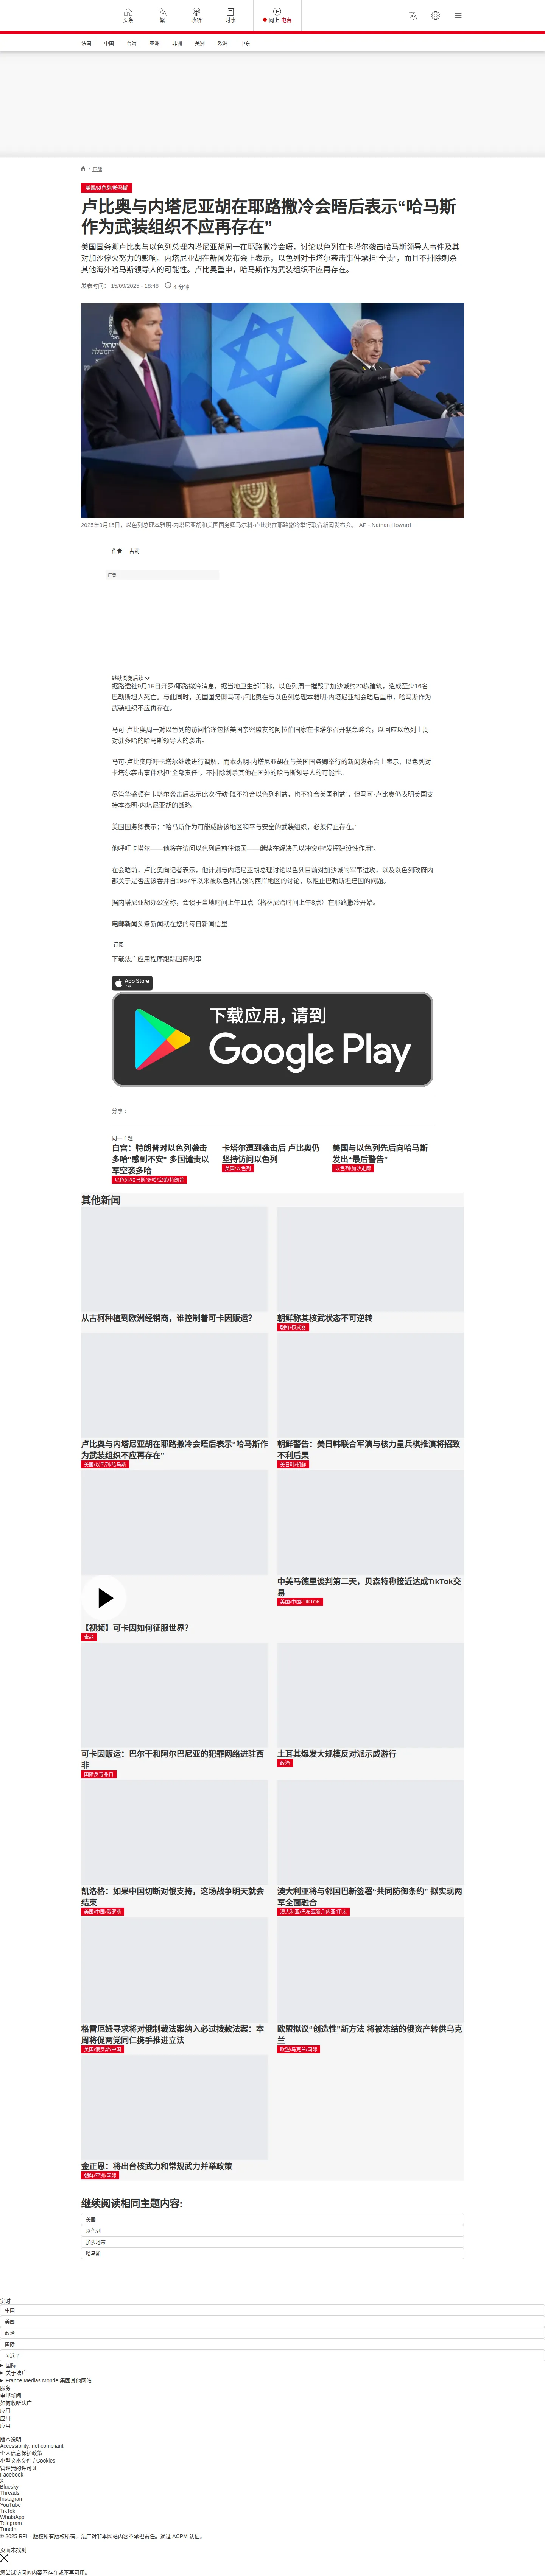 头条
繁
收听
时事
网上 电台
法国 中国 台海 亚洲 非洲 美洲 欧洲 中东
/ 国际
美国/以色列/哈马斯
卢比奥与内塔尼亚胡在耶路撒冷会晤后表示“哈马斯
作为武装组织不应再存在”
美国国务卿卢比奥与以色列总理内塔尼亚胡周一在耶路撒冷会晤，讨论以色列在卡塔尔袭击哈马斯领导人事件及其
对加沙停火努力的影响。内塔尼亚胡在新闻发布会上表示，以色列对卡塔尔袭击事件承担“全责”，而且不排除刺杀
其他海外哈马斯领导人的可能性。卢比奥重申，哈马斯作为武装组织不应再存在。
发表时间： 15/09/2025 - 18:48 4 分钟
2025年9月15日，以色列总理本雅明·内塔尼亚胡和美国国务卿马尔科·卢比奥在耶路撒冷举行联合新闻发布会。 AP - Nathan Howard
作者： 古莉
广告
继续浏览后续
据路透社9月15日开罗/耶路撒冷消息，据当地卫生部门称，以色列周一摧毁了加沙城约20栋建筑，造成至少16名
巴勒斯坦人死亡。与此同时，美国国务卿马可·卢比奥在与以色列总理本雅明·内塔尼亚胡会晤后重申，哈马斯作为
武装组织不应再存在。
马可·卢比奥周一对以色列的访问恰逢包括美国亲密盟友的阿拉伯国家在卡塔尔召开紧急峰会，以回应以色列上周
对驻多哈的哈马斯领导人的袭击。
马可·卢比奥呼吁卡塔尔继续进行调解，而本杰明·内塔尼亚胡在与美国国务卿举行的新闻发布会上表示，以色列对
卡塔尔袭击事件承担“全部责任”，不排除刺杀其他在国外的哈马斯领导人的可能性。
尽管华盛顿在卡塔尔袭击后表示此次行动“既不符合以色列利益，也不符合美国利益”，但马可·卢比奥仍表明美国支
持本杰明·内塔尼亚胡的战略。
美国国务卿表示：“哈马斯作为可能威胁该地区和平与安全的武装组织，必须停止存在。”
他呼吁卡塔尔——他将在访问以色列后前往该国——继续在解决巴以冲突中“发挥建设性作用”。
在会晤前，卢比奥向记者表示，他计划与内塔尼亚胡总理讨论以色列目前对加沙城的军事进攻，以及以色列政府内
部关于是否应该吞并自1967年以来被以色列占领的西岸地区的讨论，以阻止巴勒斯坦建国的问题。
据内塔尼亚胡办公室称，会谈于当地时间上午11点（格林尼治时间上午8点）在耶路撒冷开始。
电邮新闻头条新闻就在您的每日新闻信里
订阅
下载法广应用程序跟踪国际时事
App Store
下载应用，请到
Google Play
分享 :
同一主题
白宫：特朗普对以色列袭击
多哈“感到不安” 多国谴责以
军空袭多哈
以色列/哈马斯/多哈/空袭/特朗普
卡塔尔遭到袭击后 卢比奥仍
坚持访问以色列
美国/以色列
美国与以色列先后向哈马斯
发出“最后警告”
以色列/加沙走廊
其他新闻
从古柯种植到欧洲经销商，谁控制着可卡因贩运?
朝鲜称其核武状态不可逆转
朝鲜/核武器
卢比奥与内塔尼亚胡在耶路撒冷会晤后表示“哈马斯作
为武装组织不应再存在”
美国/以色列/哈马斯
朝鲜警告：美日韩联合军演与核力量兵棋推演将招致
不利后果
美日韩/朝鲜
【视频】可卡因如何征服世界?
毒品
中美马德里谈判第二天，贝森特称接近达成TikTok交
易
美国/中国/TIKTOK
可卡因贩运：巴尔干和阿尔巴尼亚的犯罪网络进驻西
非
国际反毒品日
土耳其爆发大规模反对派示威游行
政治
凯洛格：如果中国切断对俄支持，这场战争明天就会
结束
美国/中国/俄罗斯
澳大利亚将与邻国巴新签署“共同防御条约” 拟实现两
军全面融合
澳大利亚/巴布亚新几内亚/印太
格雷厄姆寻求将对俄制裁法案纳入必过拨款法案：本
周将促两党同仁携手推进立法
美国/俄罗斯/中国
欧盟拟议“创造性”新方法 将被冻结的俄资产转供乌克
兰
欧盟/乌克兰/国际
金正恩：将出台核武力和常规武力并举政策
朝鲜/亚洲/国际
继续阅读相同主题内容:
美国
以色列
加沙地带
哈马斯
实时
中国
美国
政治
国际
习近平
国际
关于法广
France Médias Monde 集团其他网站
服务
电邮新闻
如何收听法广
应用
应用
应用
版本说明
Accessibility: not compliant
个人信息保护政策
小型文本文件 / Cookies
管理我的许可证
Facebook
X
Bluesky
Threads
Instagram
YouTube
TikTok
WhatsApp
Telegram
TuneIn
© 2025 RFI – 版权所有版权所有。法广对非本网站内容不承担责任。通过 ACPM 认证。
页面未找到
您尝试访问的内容不存在或不再可用。